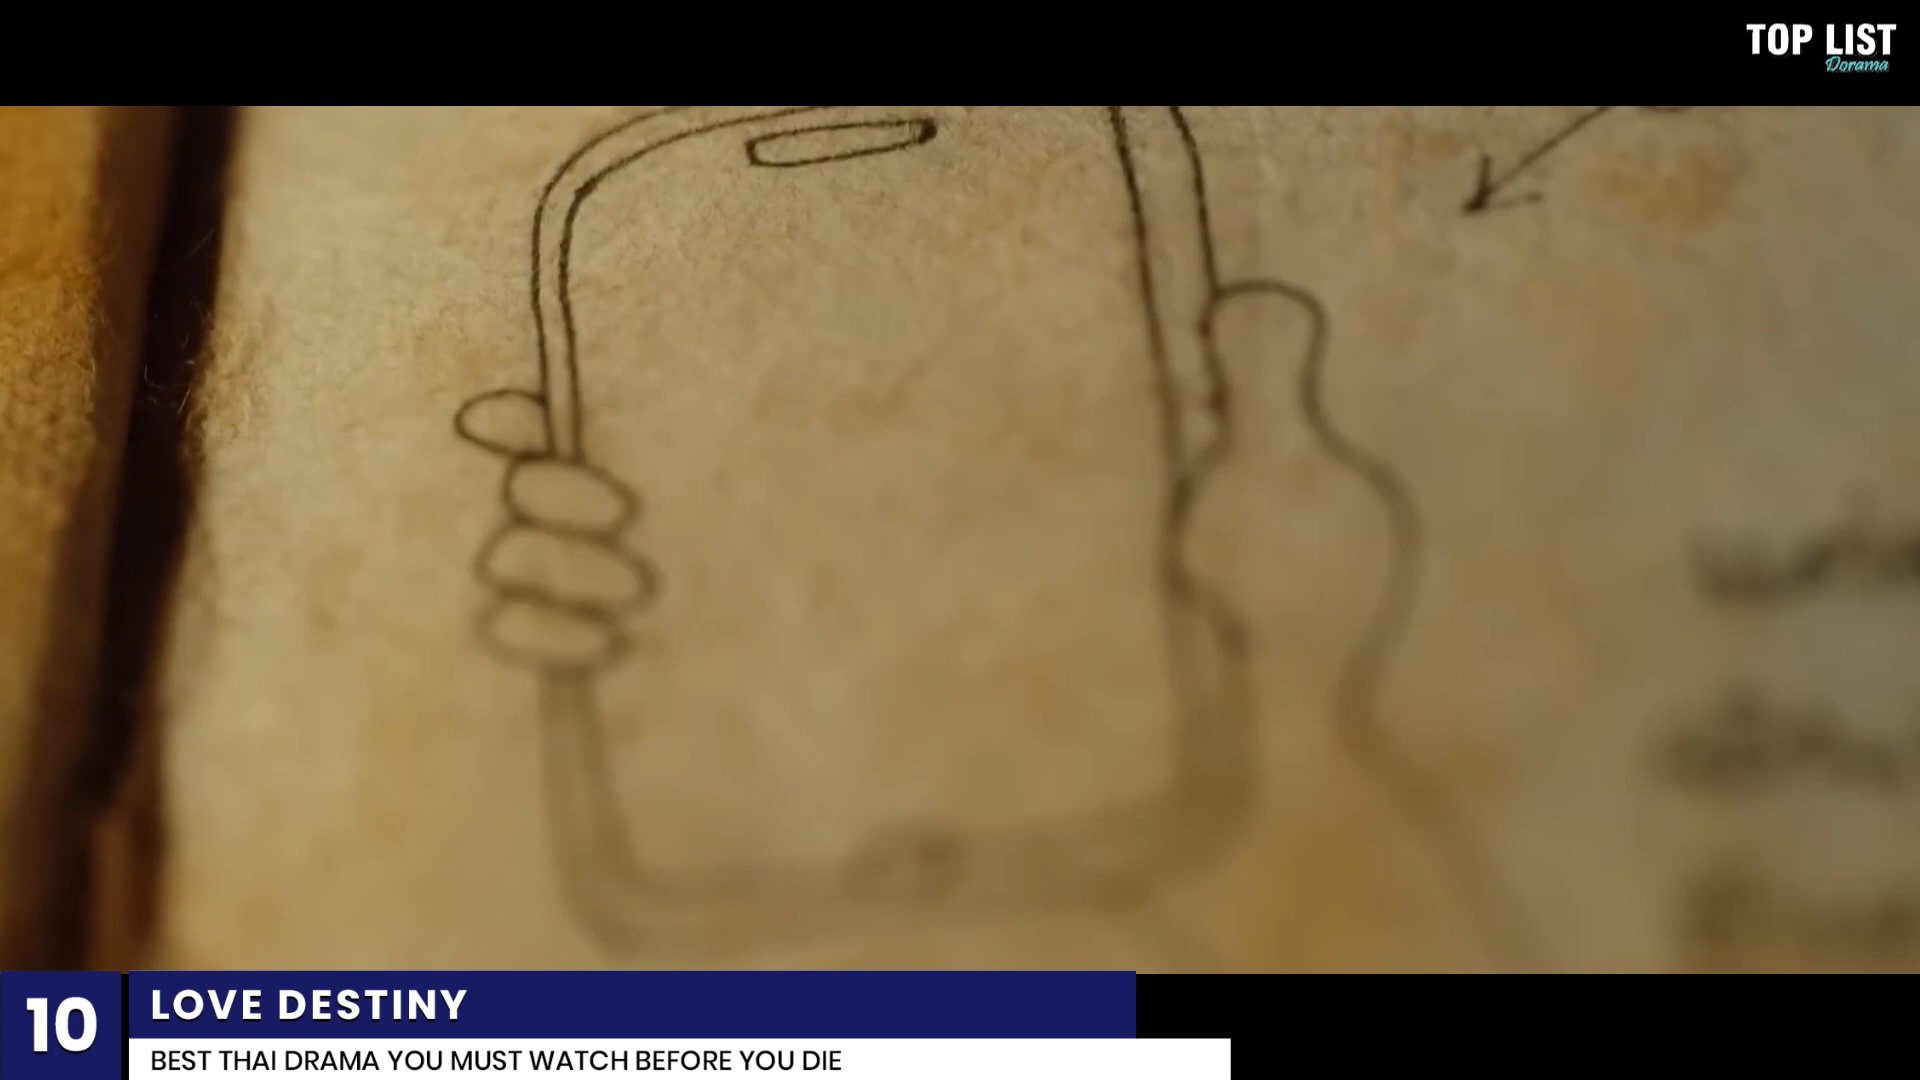 TOP LIST
Dorama
10
LOVE DESTINY
BEST THAI DRAMA YOU MUST WATCH BEFORE YOU DIE